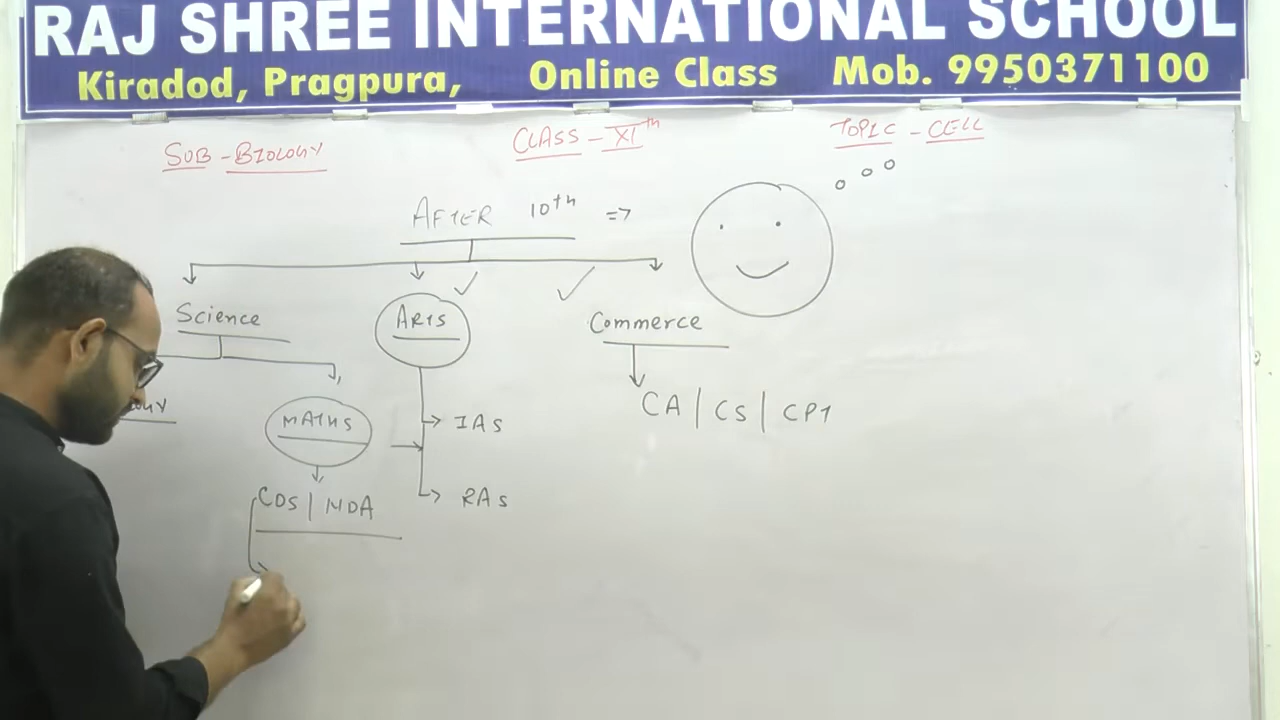 RAJ SHREE INTERNATIONAL SCHOOL
Kiradod, Pragpura, Online Class Mob. 9950371100
SUB - BIOLOGY CLASS - XIth TOPIC - CELL
AFTER 10th =>
Science ARTS Commerce
MATHS
CA | CS | CPT
IAS
CDS | NDA
RAS